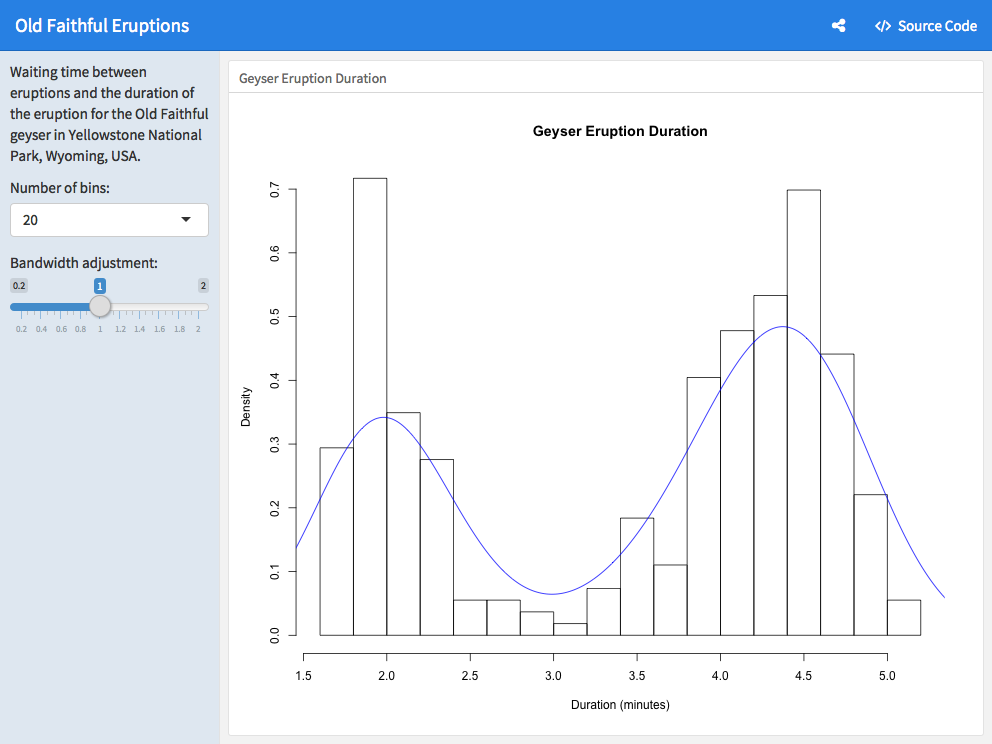 Old Faithful Eruptions
</> Source Code
Waiting time between
eruptions and the duration of
the eruption for the Old Faithful
geyser in Yellowstone National
Park, Wyoming, USA.
Number of bins:
20
Bandwidth adjustment:
0.2 1 2
0.2 0.4 0.6 0.8 1 1.2 1.4 1.6 1.8 2
Geyser Eruption Duration
Geyser Eruption Duration
0.7
0.6
0.5
0.4
0.3
0.2
0.1
0.0
Density
1.5 2.0 2.5 3.0 3.5 4.0 4.5 5.0
Duration (minutes)